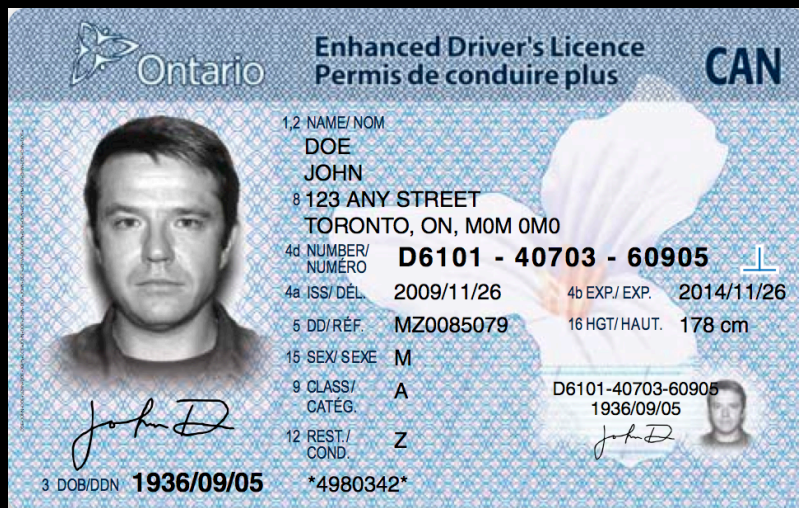 Ontario
Enhanced Driver's Licence
Permis de conduire plus
CAN
1,2 NAME/ NOM
DOE
JOHN
8 123 ANY STREET
TORONTO, ON, M0M 0M0
4d NUMBER/ NUMÉRO D6101 - 40703 - 60905
4a ISS/ DÉL. 2009/11/26 4b EXP./ EXP. 2014/11/26
5 DD/ RÉF. MZ0085079 16 HGT/ HAUT. 178 cm
15 SEX/ SEXE M
9 CLASS/ CATÉG. A
D6101-40703-60905
1936/09/05
John D
12 REST./ COND. Z
John D
3 DOB/DDN 1936/09/05
*4980342*